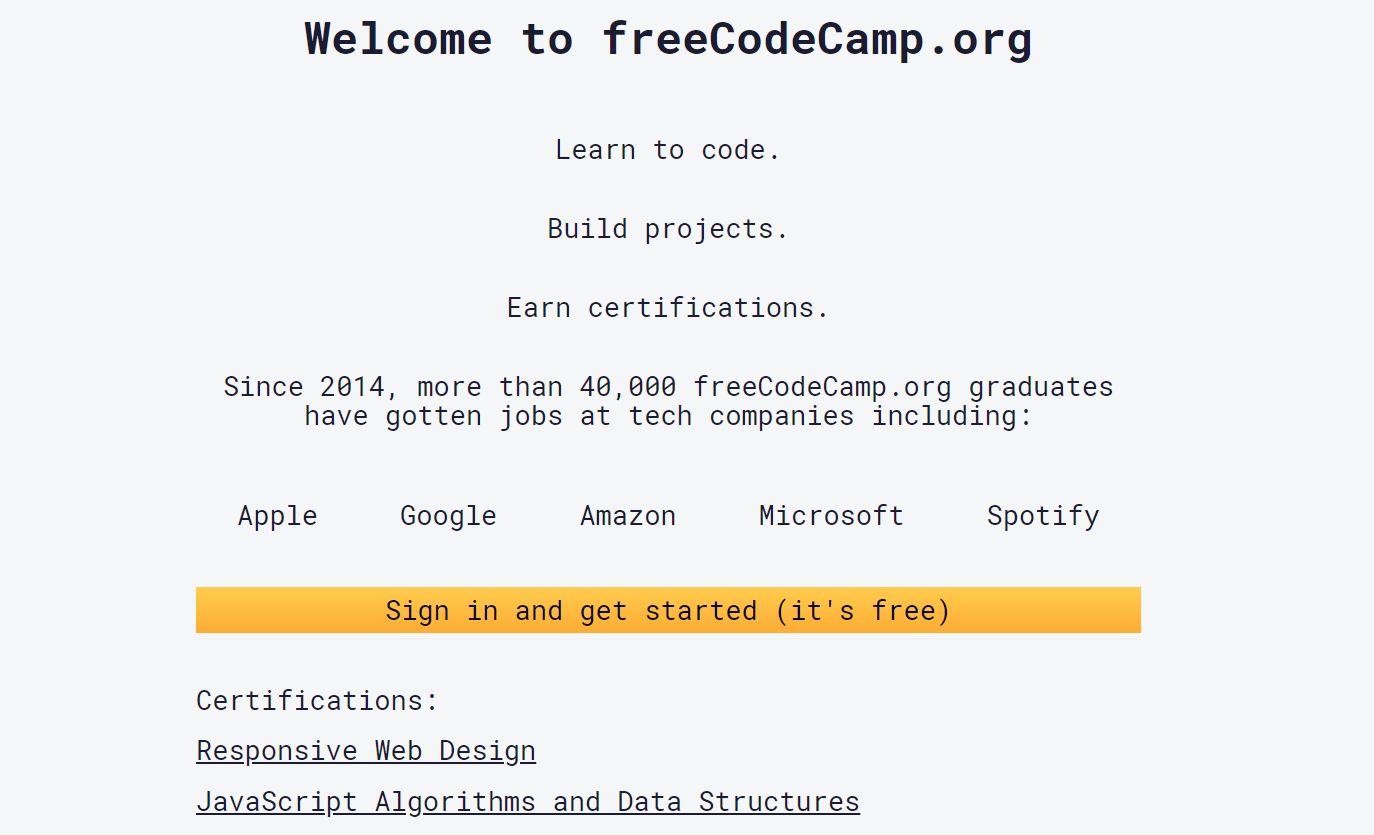 Welcome to freeCodeCamp.org
Learn to code.
Build projects.
Earn certifications.
Since 2014, more than 40,000 freeCodeCamp.org graduates
have gotten jobs at tech companies including:
Apple Google Amazon Microsoft Spotify
Sign in and get started (it's free)
Certifications:
Responsive Web Design
JavaScript Algorithms and Data Structures